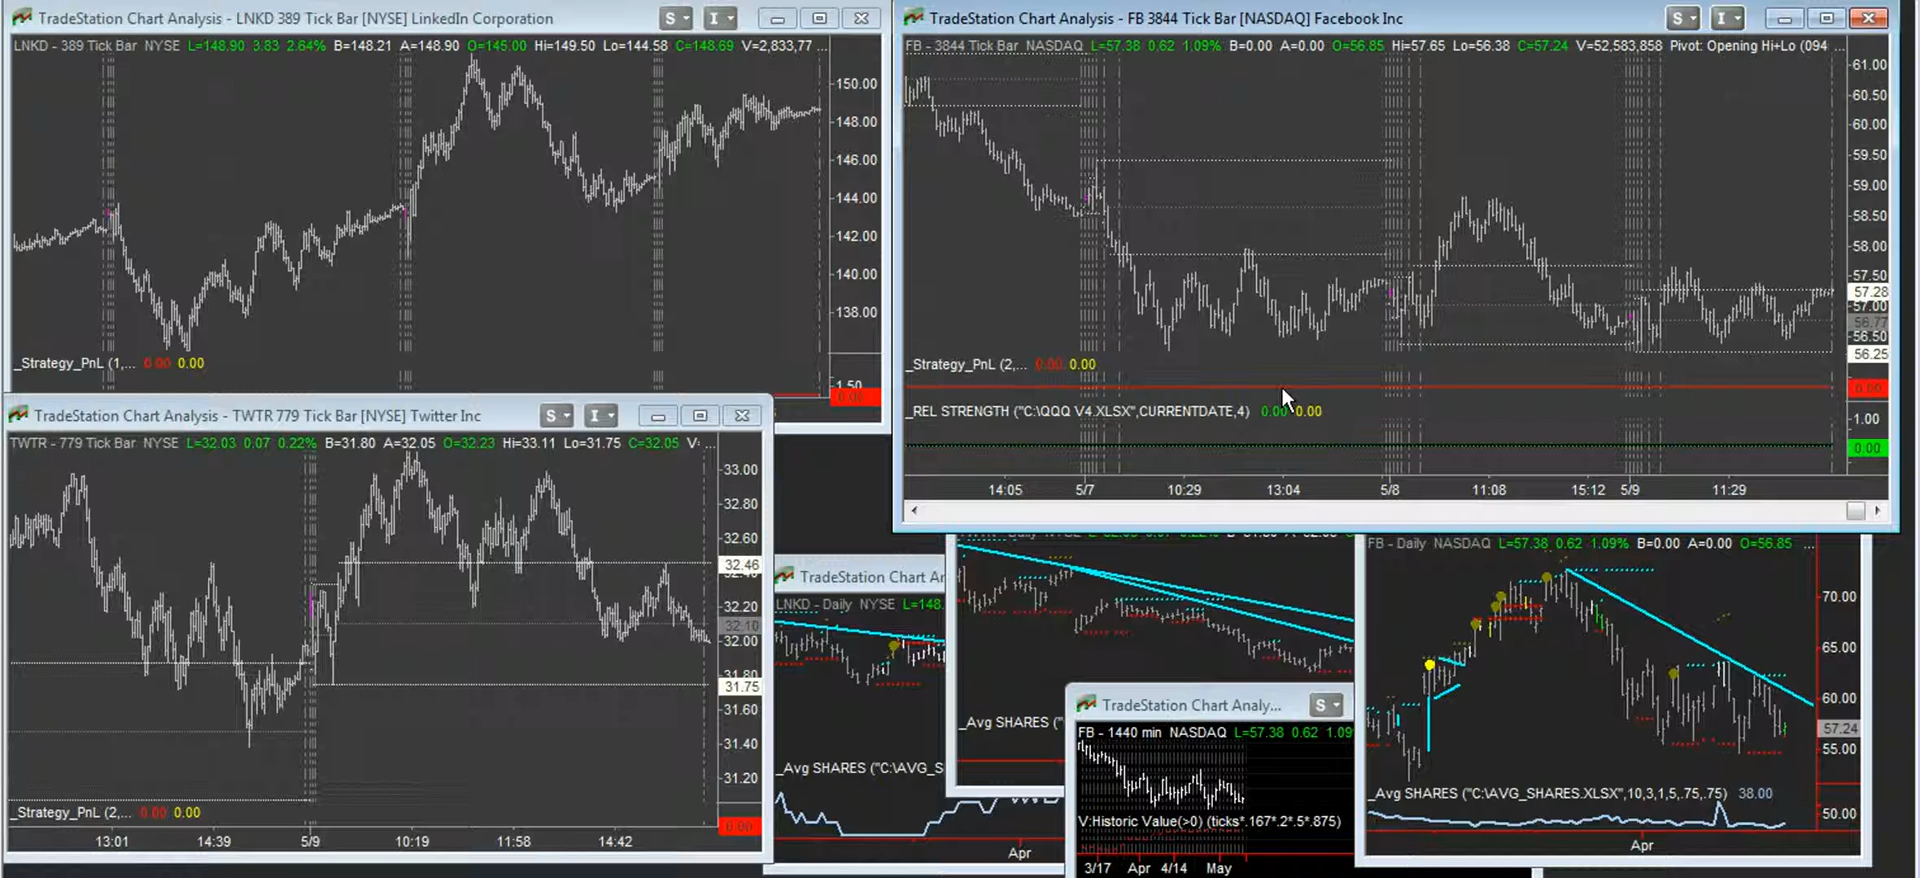 TradeStation Chart Analysis - LNKD 389 Tick Bar [NYSE] LinkedIn Corporation
S
I
LNKD - 389 Tick Bar NYSE L=148.90 3.83 2.64% B=148.21 A=148.90 O=145.00 Hi=149.50 Lo=144.58 C=148.69 V=2,833,77 ...
150.00
148.00
146.00
144.00
142.00
140.00
138.00
_Strategy_PnL (1,... 0.00 0.00
1.50
0.00
TradeStation Chart Analysis - FB 3844 Tick Bar [NASDAQ] Facebook Inc
S
I
FB - 3844 Tick Bar NASDAQ L=57.38 0.62 1.09% B=0.00 A=0.00 O=56.85 Hi=57.65 Lo=56.38 C=57.24 V=52,583,858 Pivot: Opening Hi+Lo (094 ...
61.00
60.50
60.00
59.50
59.00
58.50
58.00
57.50
57.28
57.00
56.77
56.50
56.25
_Strategy_PnL (2,... 0.00 0.00
0.00
_REL STRENGTH ("C:\QQQ V4.XLSX",CURRENTDATE,4) 0.00 0.00
1.00
0.00
14:05 5/7 10:29 13:04 5/8 11:08 15:12 5/9 11:29
TradeStation Chart Analysis - TWTR 779 Tick Bar [NYSE] Twitter Inc
S
I
TWTR - 779 Tick Bar NYSE L=32.03 0.07 0.22% B=31.80 A=32.05 O=32.23 Hi=33.11 Lo=31.75 C=32.05 V: ...
33.00
32.80
32.60
32.46
32.20
32.10
32.00
31.80
31.75
31.60
31.40
31.20
_Strategy_PnL (2,... 0.00 0.00
0.00
13:01 14:39 5/9 10:19 11:58 14:42
TradeStation Chart Ar
LNKD - Daily NYSE L=148.
_Avg SHARES ("C:\AVG_S
Apr
_Avg SHARES ("
TradeStation Chart Analy...
S
FB - 1440 min NASDAQ L=57.38 0.62 1.09
V:Historic Value(>0) (ticks*.167*.2*.5*.875)
3/17 Apr 4/14 May
FB - Daily NASDAQ L=57.38 0.62 1.09% B=0.00 A=0.00 O=56.85 ...
70.00
65.00
60.00
57.24
55.00
_Avg SHARES ("C:\AVG_SHARES.XLSX",10,3,1,5,.75,.75) 38.00
50.00
Apr